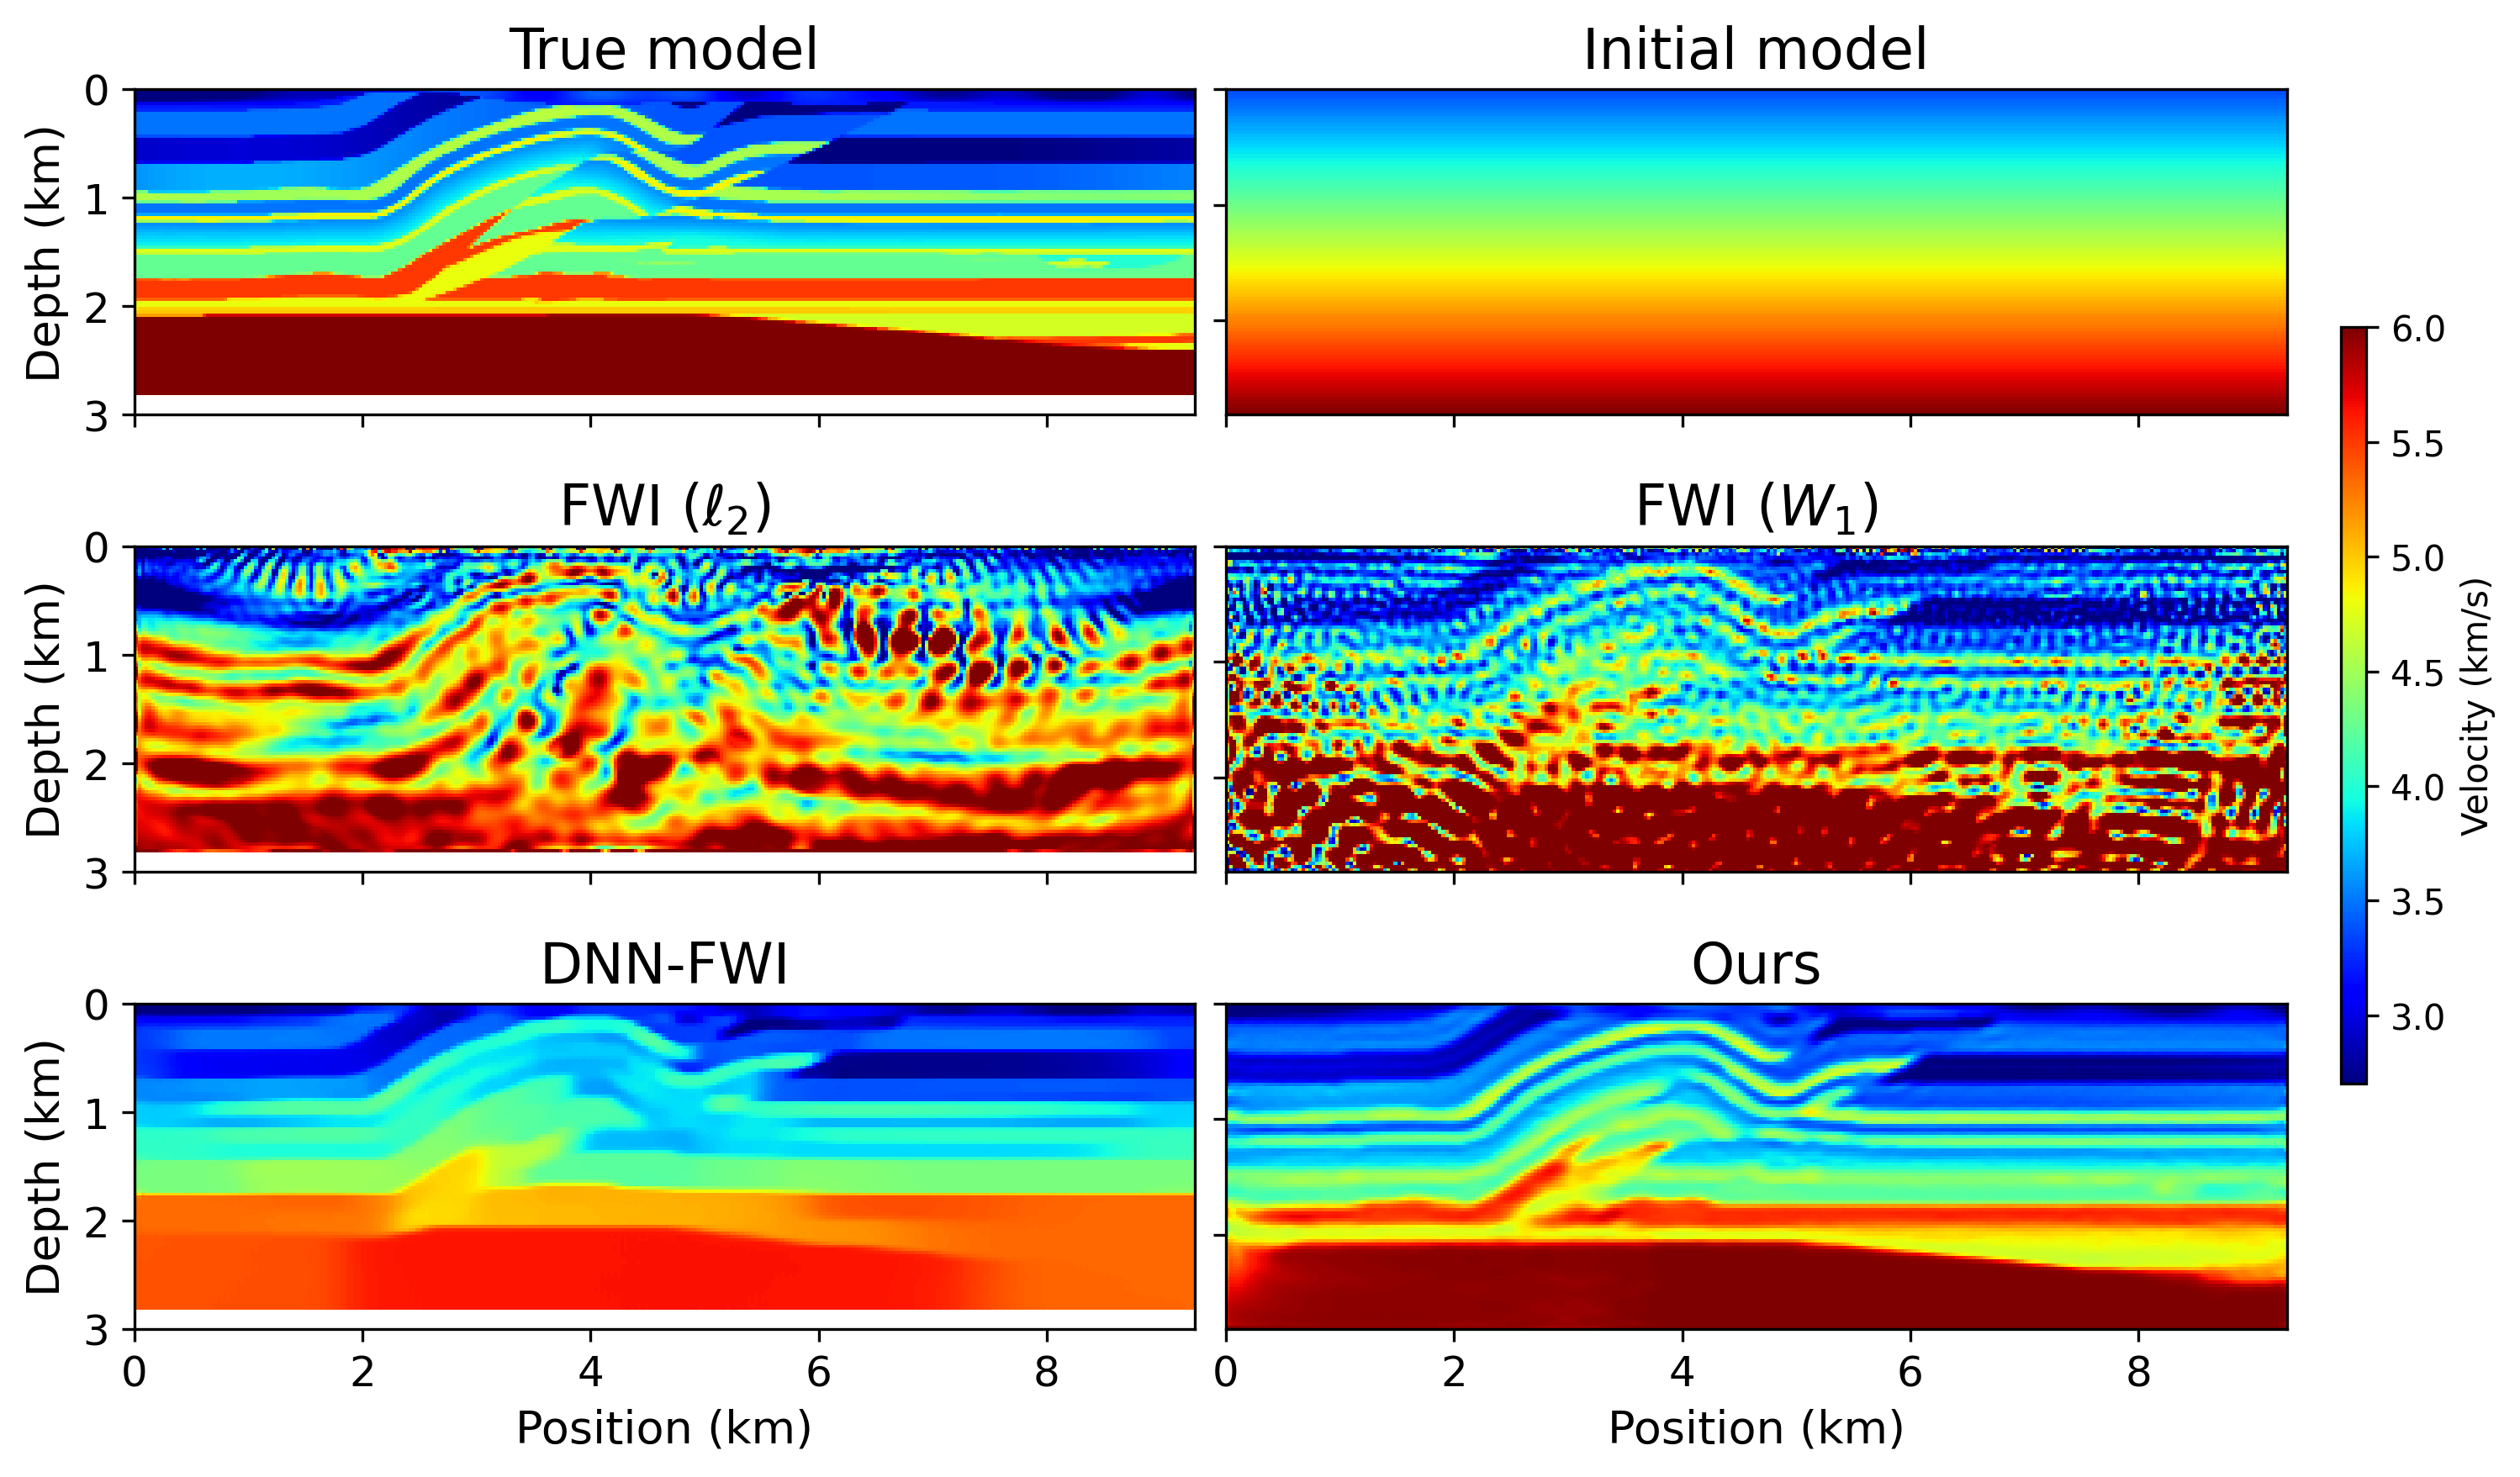 True model
Initial model
0
1
2
3
Depth (km)
FWI (ℓ₂)
FWI (W₁)
0
1
2
3
Depth (km)
6.0
5.5
5.0
4.5
4.0
3.5
3.0
Velocity (km/s)
DNN-FWI
Ours
0
1
2
3
Depth (km)
0 2 4 6 8
0 2 4 6 8
Position (km)
Position (km)